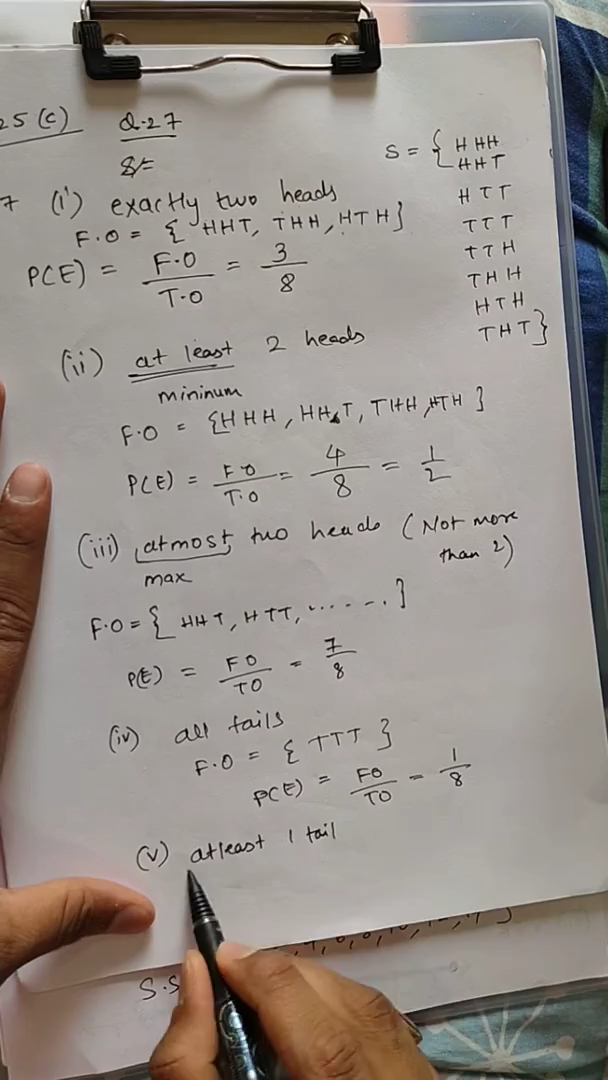 25 (c) Q.27
S = { HHH
HHT
HTT
TTT
TTH
THH
HTH
THT }
7 (i) exactly two heads
F.O = { HHT, THH, HTH }
P(E) = F.O / T.O = 3 / 8
(ii) at least 2 heads
mininum
F.O = { HHH, HHT, THH, HTH }
P(E) = FO / T.O = 4 / 8 = 1 / 2
(iii) atmost two heads (Not more than 2)
max
F.O = { HHT, HTT, ....... }
P(E) = FO / TO = 7 / 8
(iv) all tails
F.O = { TTT }
P(E) = FO / TO = 1 / 8
(v) atleast 1 tail
S.S